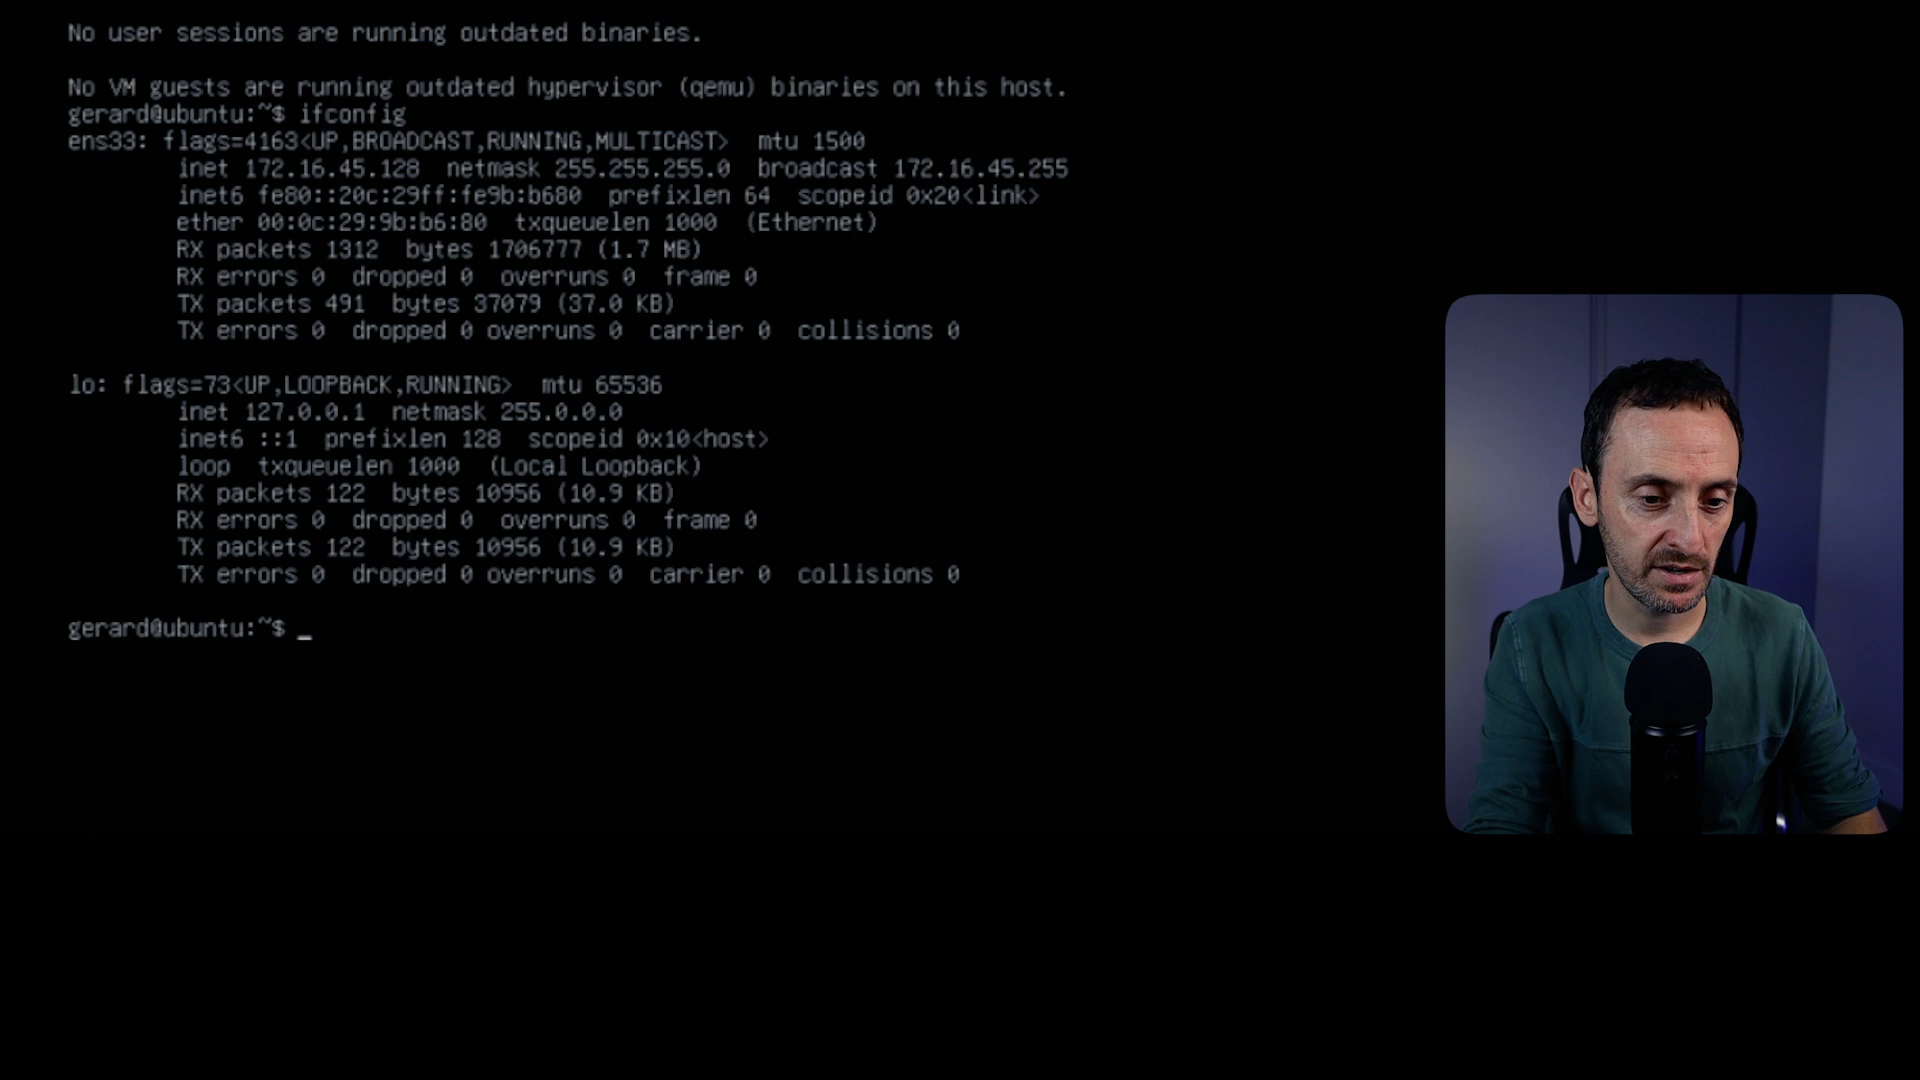 No user sessions are running outdated binaries.
No VM guests are running outdated hypervisor (qemu) binaries on this host.
gerard@ubuntu:~$ ifconfig
ens33: flags=4163<UP,BROADCAST,RUNNING,MULTICAST>  mtu 1500
inet 172.16.45.128  netmask 255.255.255.0  broadcast 172.16.45.255
inet6 fe80::20c:29ff:fe9b:b680  prefixlen 64  scopeid 0x20<link>
ether 00:0c:29:9b:b6:80  txqueuelen 1000  (Ethernet)
RX packets 1312  bytes 1706777 (1.7 MB)
RX errors 0  dropped 0  overruns 0  frame 0
TX packets 491  bytes 37079 (37.0 KB)
TX errors 0  dropped 0 overruns 0  carrier 0  collisions 0
lo: flags=73<UP,LOOPBACK,RUNNING>  mtu 65536
inet 127.0.0.1  netmask 255.0.0.0
inet6 ::1  prefixlen 128  scopeid 0x10<host>
loop  txqueuelen 1000  (Local Loopback)
RX packets 122  bytes 10956 (10.9 KB)
RX errors 0  dropped 0  overruns 0  frame 0
TX packets 122  bytes 10956 (10.9 KB)
TX errors 0  dropped 0 overruns 0  carrier 0  collisions 0
gerard@ubuntu:~$ _